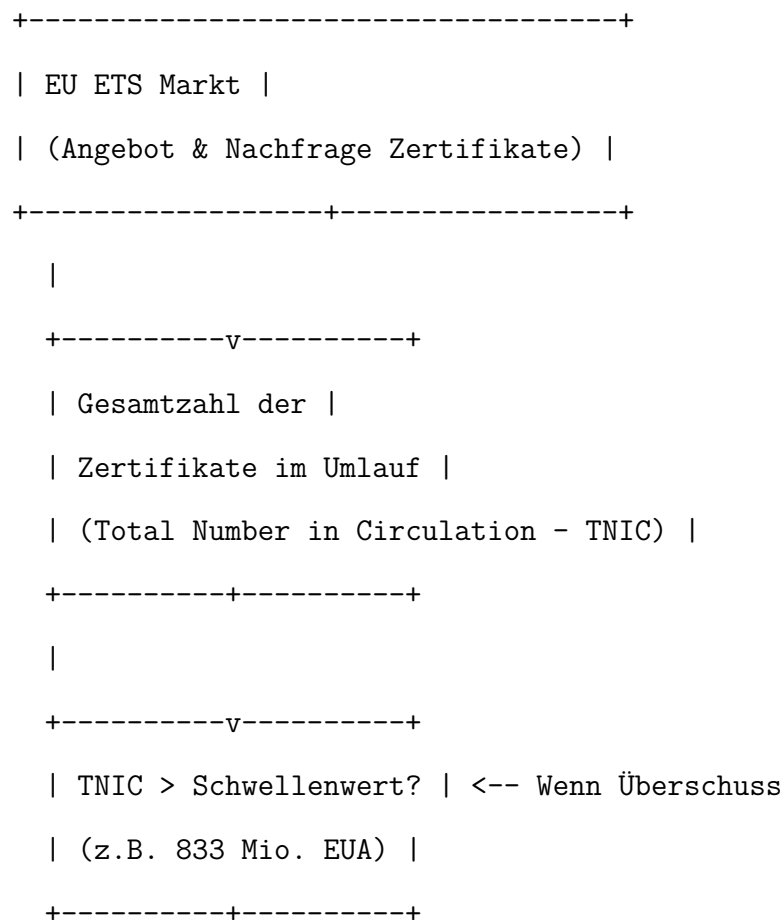 +------------------------------------+
| EU ETS Markt |
| (Angebot & Nachfrage Zertifikate) |
+------------------+-----------------+
|
+----------v----------+
| Gesamtzahl der |
| Zertifikate im Umlauf |
| (Total Number in Circulation - TNIC) |
+----------+----------+
|
+----------v----------+
| TNIC > Schwellenwert? | <-- Wenn Überschuss
| (z.B. 833 Mio. EUA) |
+----------+----------+